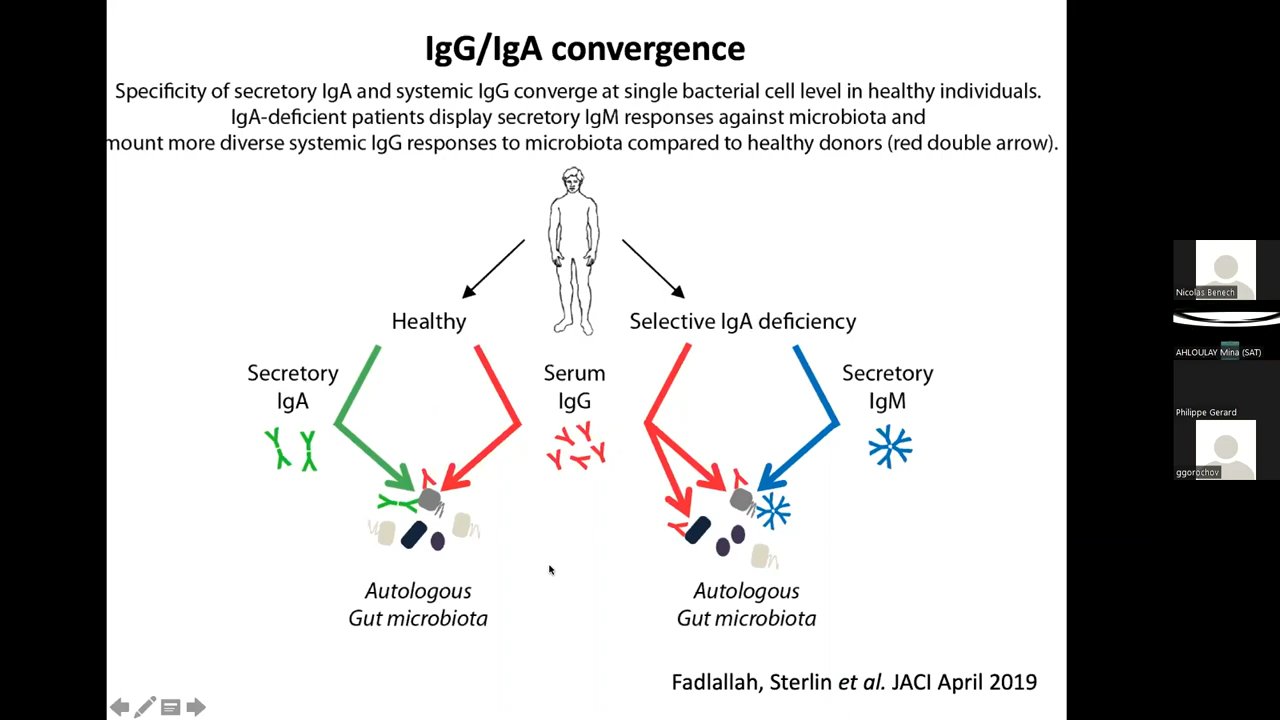 IgG/IgA convergence
Specificity of secretory IgA and systemic IgG converge at single bacterial cell level in healthy individuals.
IgA-deficient patients display secretory IgM responses against microbiota and
mount more diverse systemic IgG responses to microbiota compared to healthy donors (red double arrow).
Healthy
Selective IgA deficiency
Secretory
IgA
Serum
IgG
Secretory
IgM
Autologous
Gut microbiota
Autologous
Gut microbiota
Fadlallah, Sterlin et al. JACI April 2019
Nicolas Benech
AHLOULAY Mina (SAT)
Philippe Gerard
ggorochov